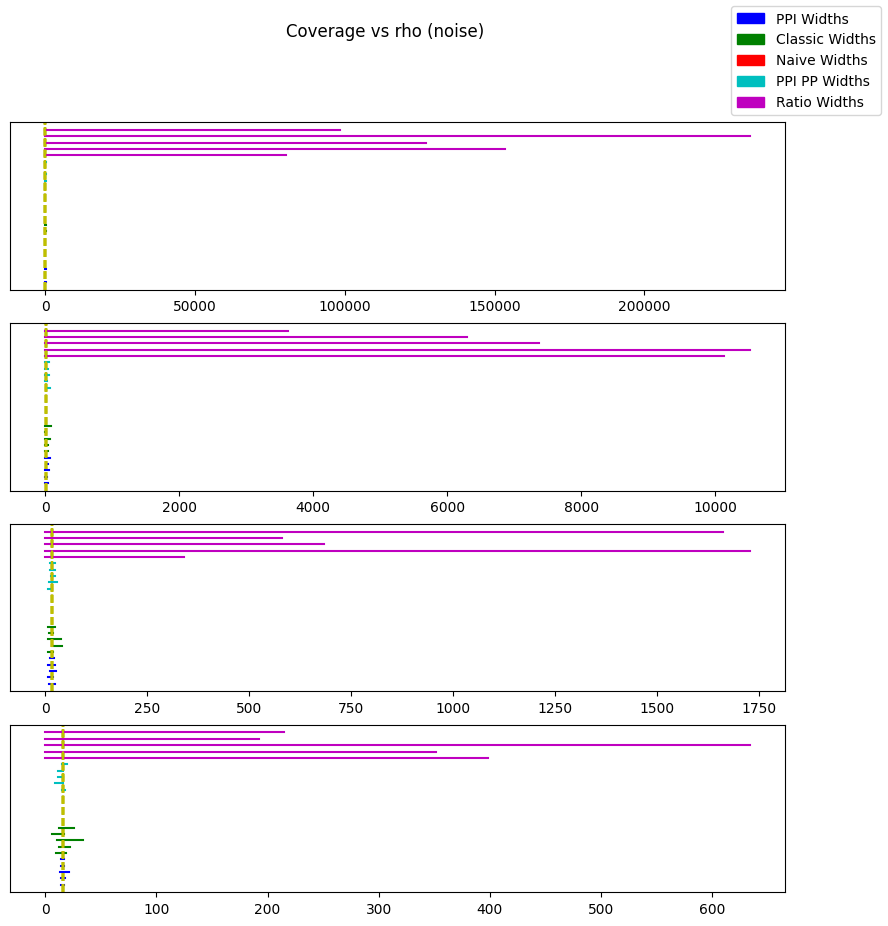 Coverage vs rho (noise)
PPI Widths
Classic Widths
Naive Widths
PPI PP Widths
Ratio Widths
0 50000 100000 150000 200000
0 2000 4000 6000 8000 10000
0 250 500 750 1000 1250 1500 1750
0 100 200 300 400 500 600